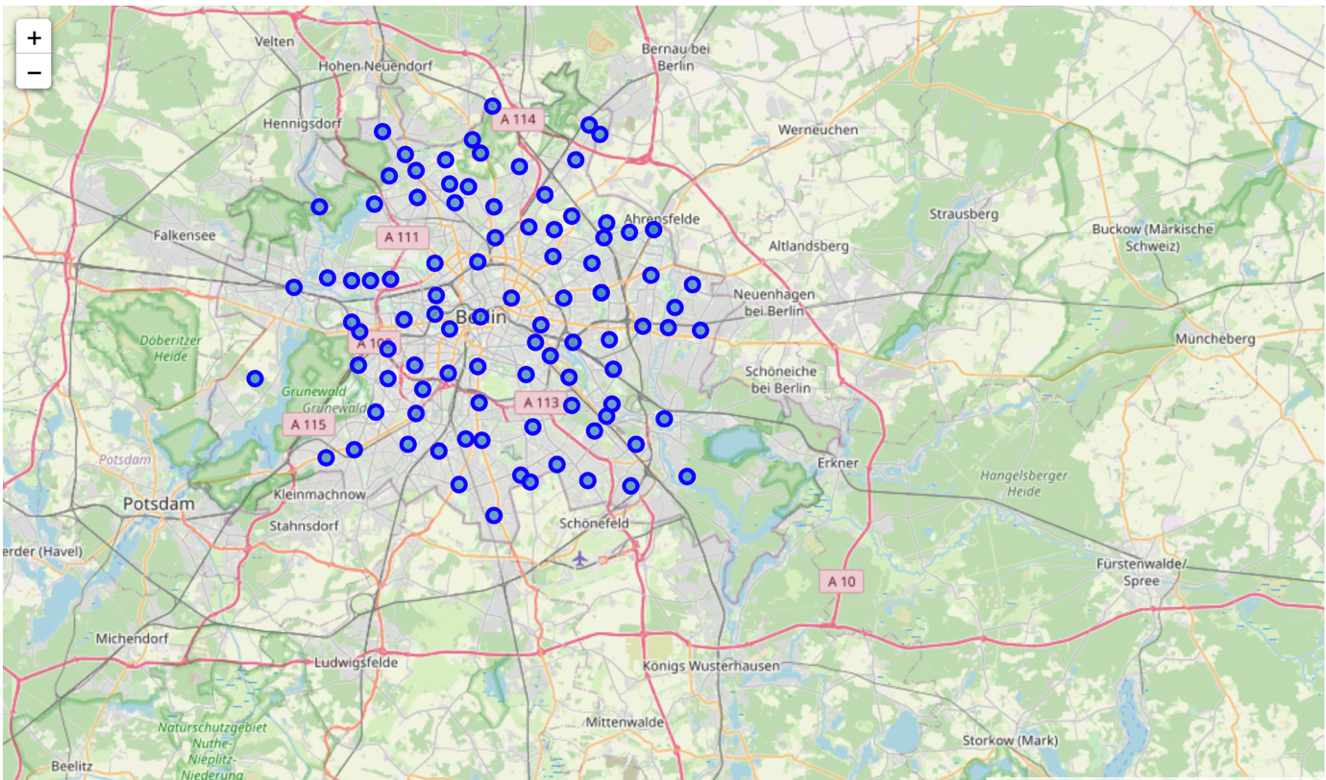 +
−
Velten
Hohen Neuendorf
Bernau bei
Berlin
Hennigsdorf
A 114
Werneuchen
Falkensee
A 111
Ahrensfelde
Altlandsberg
Strausberg
Buckow (Märkische
Schweiz)
Berlin
Neuenhagen
bei Berlin
Döberitzer
Heide
Müncheberg
Grunewald
Grunewald
Schöneiche
bei Berlin
A 113
A 115
Potsdam
Potsdam
Kleinmachnow
Stahnsdorf
Schönefeld
Erkner
Hangelsberger
Heide
erder (Havel)
A 10
Fürstenwalde/
Spree
Michendorf
Ludwigsfelde
Königs Wusterhausen
Naturschutzgebiet
Nuthe-
Nieplitz-
Niederung
Mittenwalde
Beelitz
Storkow (Mark)